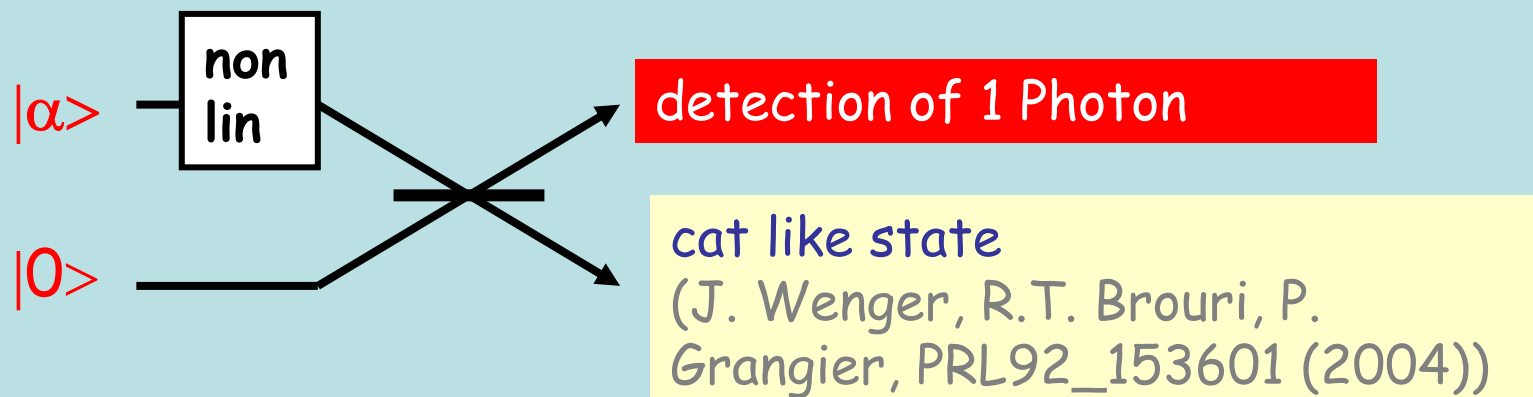 non
lin
|α>
|0>
detection of 1 Photon
cat like state
(J. Wenger, R.T. Brouri, P.
Grangier, PRL92_153601 (2004))